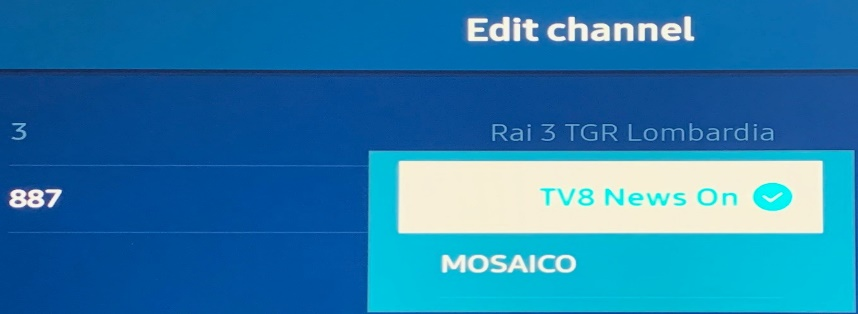 Edit channel
3 Rai 3 TGR Lombardia
887 TV8 News On
MOSAICO